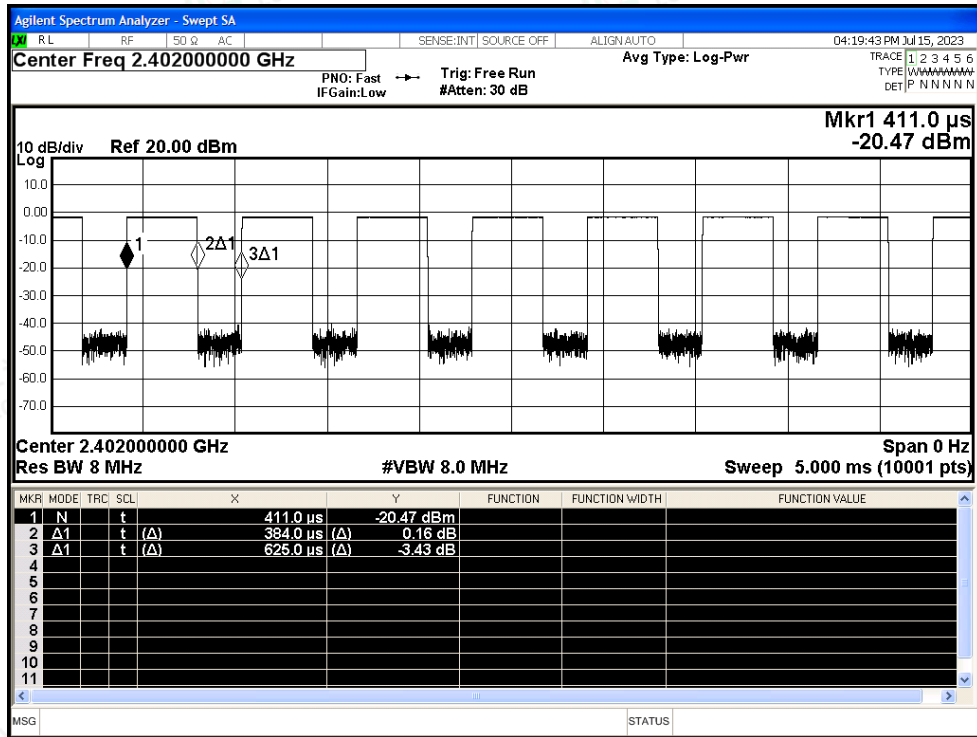 Agilent Spectrum Analyzer - Swept SA
LXI RL RF 50 Ω AC SENSE:INT SOURCE OFF ALIGN AUTO 04:19:43 PM Jul 15, 2023
Center Freq 2.402000000 GHz
PNO: Fast
IFGain:Low
Trig: Free Run
#Atten: 30 dB
Avg Type: Log-Pwr
TRACE 1 2 3 4 5 6
TYPE W
DET P N N N N N
Mkr1 411.0 µs
-20.47 dBm
10 dB/div Ref 20.00 dBm
Log
10.0
0.00
-10.0
-20.0
-30.0
-40.0
-50.0
-60.0
-70.0
1
2Δ1
3Δ1
Center 2.402000000 GHz Span 0 Hz
Res BW 8 MHz #VBW 8.0 MHz Sweep 5.000 ms (10001 pts)
MKR MODE TRC SCL X Y FUNCTION FUNCTION WIDTH FUNCTION VALUE
1 N t 411.0 µs -20.47 dBm
2 Δ1 t (Δ) 384.0 µs (Δ) 0.16 dB
3 Δ1 t (Δ) 625.0 µs (Δ) -3.43 dB
4
5
6
7
8
9
10
11
MSG STATUS